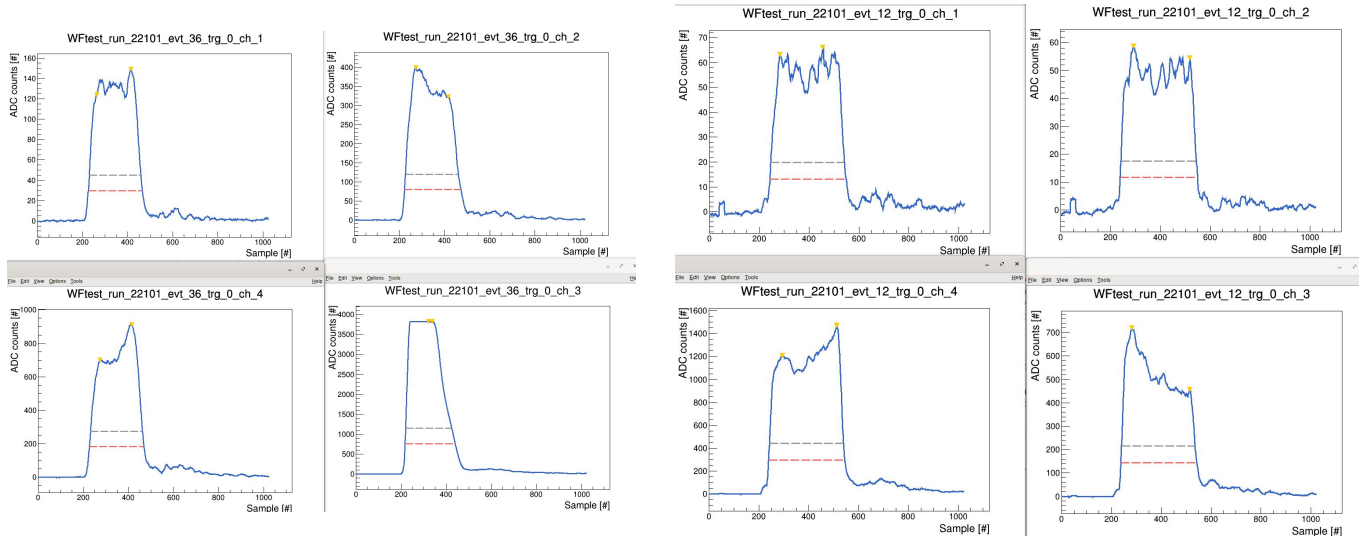 WFtest_run_22101_evt_36_trg_0_ch_1
ADC counts [#]
160
140
120
100
80
60
40
20
0
0 200 400 600 800 1000
Sample [#]
WFtest_run_22101_evt_36_trg_0_ch_2
ADC counts [#]
400
350
300
250
200
150
100
50
0
0 200 400 600 800 1000
Sample [#]
WFtest_run_22101_evt_12_trg_0_ch_1
ADC counts [#]
70
60
50
40
30
20
10
0
0 200 400 600 800 1000
Sample [#]
WFtest_run_22101_evt_12_trg_0_ch_2
ADC counts [#]
60
50
40
30
20
10
0
0 200 400 600 800 1000
Sample [#]
File Edit View Options Tools Help
WFtest_run_22101_evt_36_trg_0_ch_4
ADC counts [#]
1000
800
600
400
200
0
0 200 400 600 800 1000
Sample [#]
File Edit View Options Tools He
WFtest_run_22101_evt_36_trg_0_ch_3
ADC counts [#]
4000
3500
3000
2500
2000
1500
1000
500
0
0 200 400 600 800 1000
Sample [#]
File Edit View Options Tools Help
WFtest_run_22101_evt_12_trg_0_ch_4
ADC counts [#]
1600
1400
1200
1000
800
600
400
200
0
0 200 400 600 800 1000
Sample [#]
File Edit View Options Tools
WFtest_run_22101_evt_12_trg_0_ch_3
ADC counts [#]
700
600
500
400
300
200
100
0
0 200 400 600 800 1000
Sample [#]